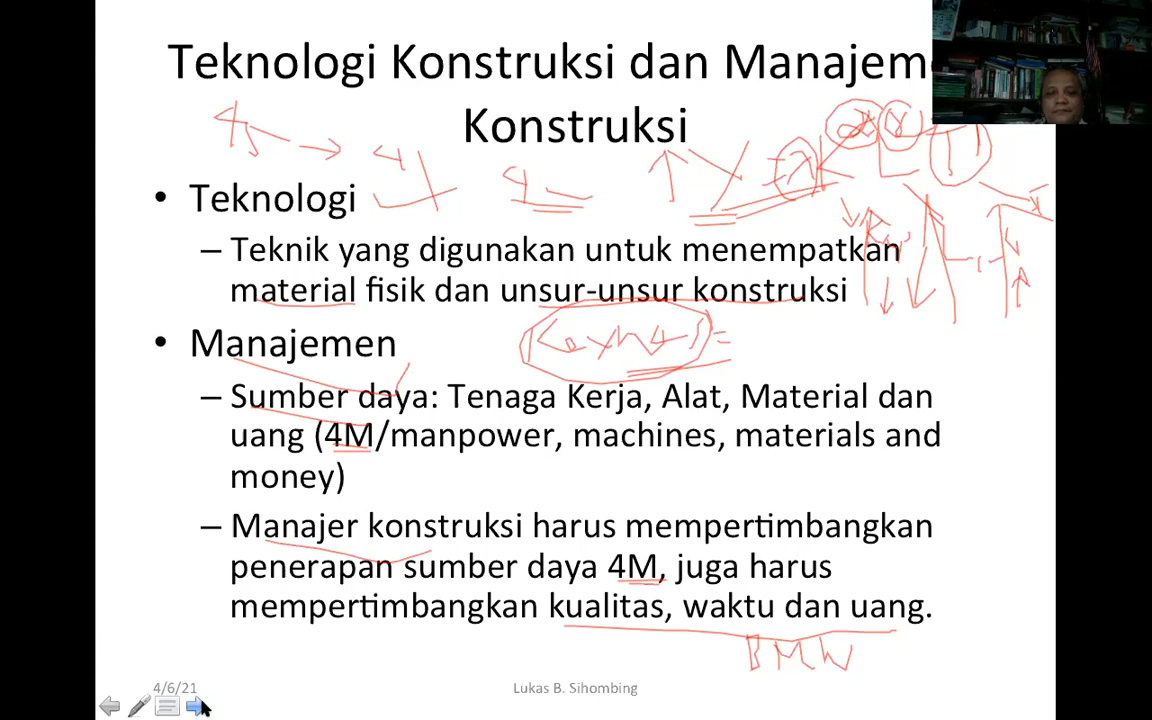 Teknologi Konstruksi dan Manajem
Konstruksi
• Teknologi
– Teknik yang digunakan untuk menempatkan
material fisik dan unsur-unsur konstruksi
• Manajemen
– Sumber daya: Tenaga Kerja, Alat, Material dan
uang (4M/manpower, machines, materials and
money)
– Manajer konstruksi harus mempertimbangkan
penerapan sumber daya 4M, juga harus
mempertimbangkan kualitas, waktu dan uang.
BMW
4/6/21
Lukas B. Sihombing